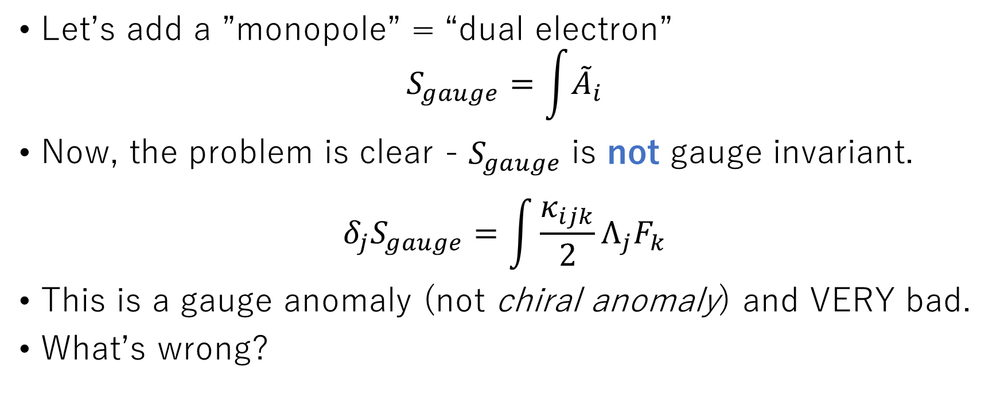 • Let’s add a ”monopole” = “dual electron”
$S_{gauge} = \int \tilde{A}_i$
• Now, the problem is clear - $S_{gauge}$ is not gauge invariant.
$\delta_j S_{gauge} = \int \frac{\kappa_{ijk}}{2} \Lambda_j F_k$
• This is a gauge anomaly (not chiral anomaly) and VERY bad.
• What’s wrong?